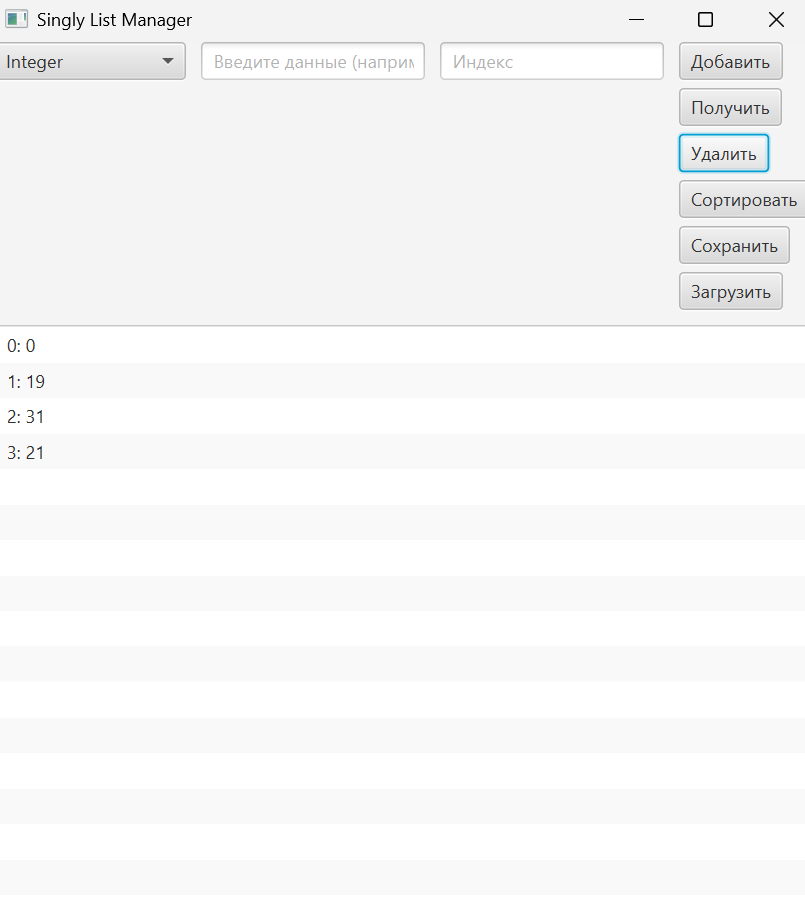 Singly List Manager
Integer
Введите данные (наприм
Индекс
Добавить
Получить
Удалить
Сортировать
Сохранить
Загрузить
0: 0
1: 19
2: 31
3: 21